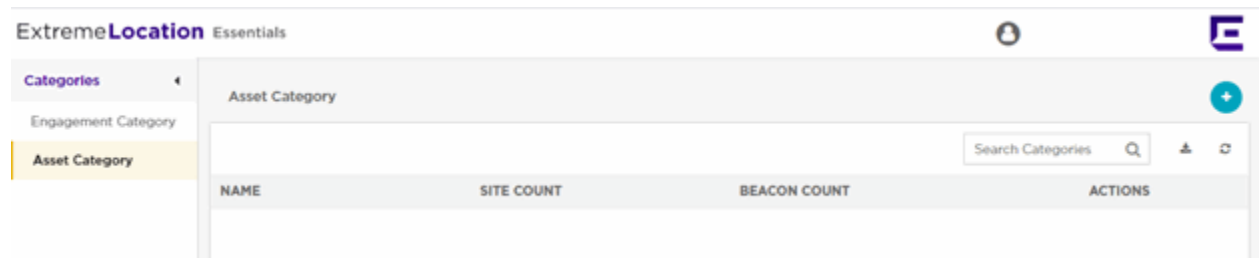 ExtremeLocation Essentials
Categories
Asset Category
Engagement Category
Asset Category
Search Categories
NAME SITE COUNT BEACON COUNT ACTIONS